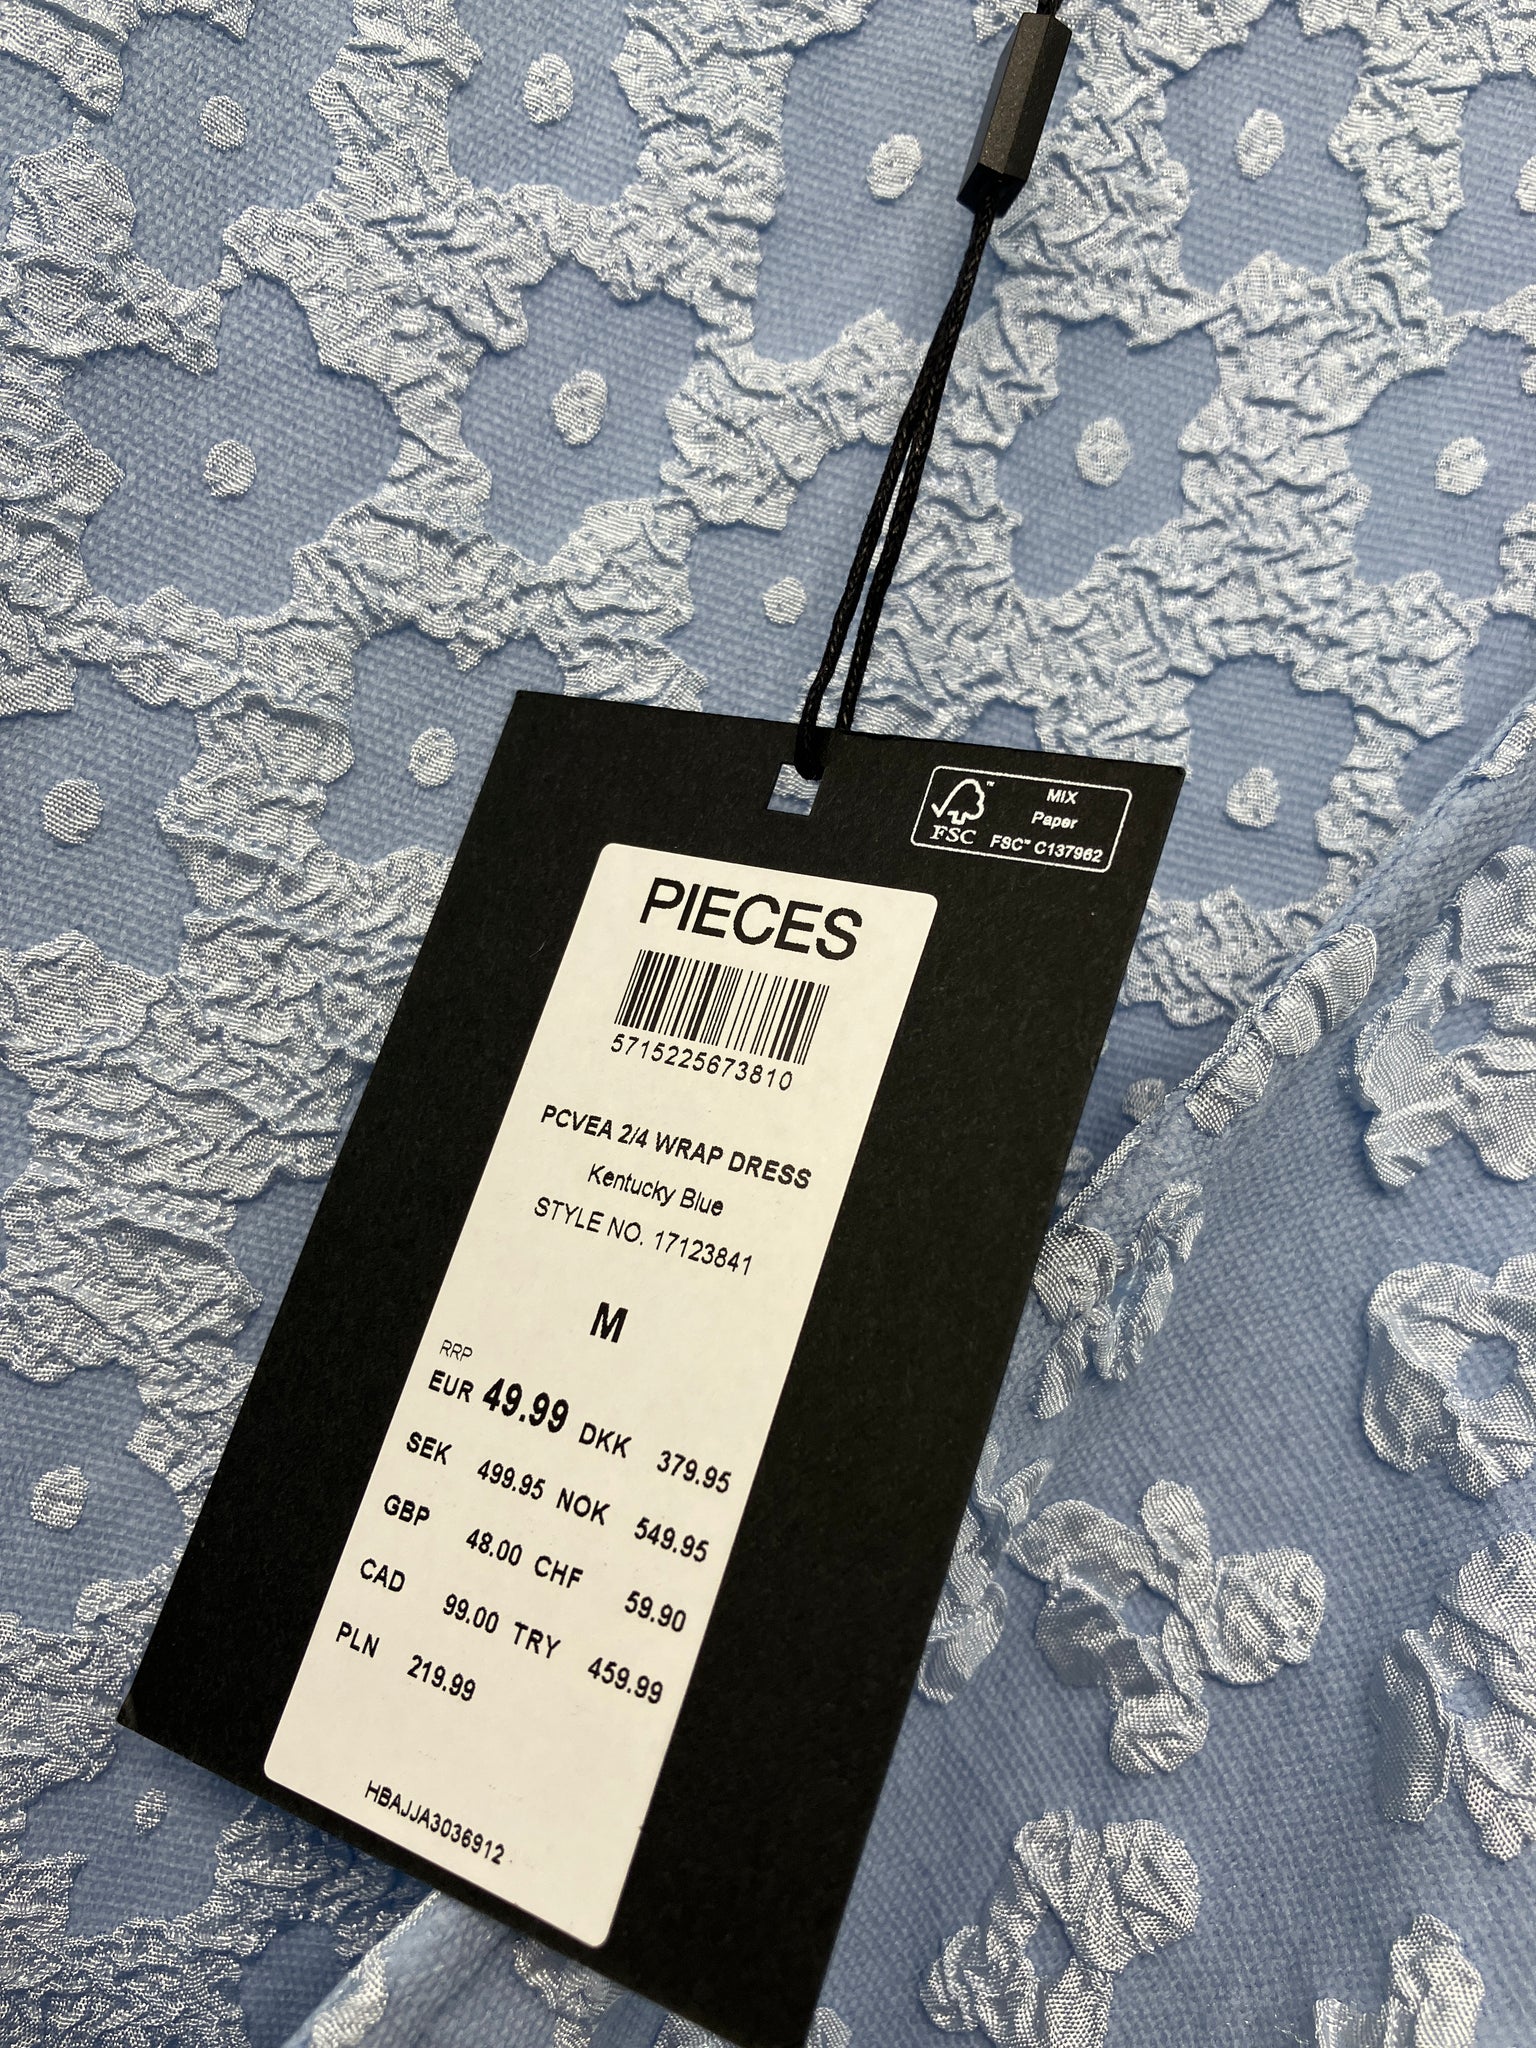 MIX
Paper
FSC™ C137962
FSC
PIECES
5715225673810
PCVEA 2/4 WRAP DRESS
Kentucky Blue
STYLE NO. 17123841
M
RRP
EUR 49.99 DKK 379.95
SEK 499.95 NOK 549.95
GBP 48.00 CHF 59.90
CAD 99.00 TRY 459.99
PLN 219.99
HBAJJA3036912